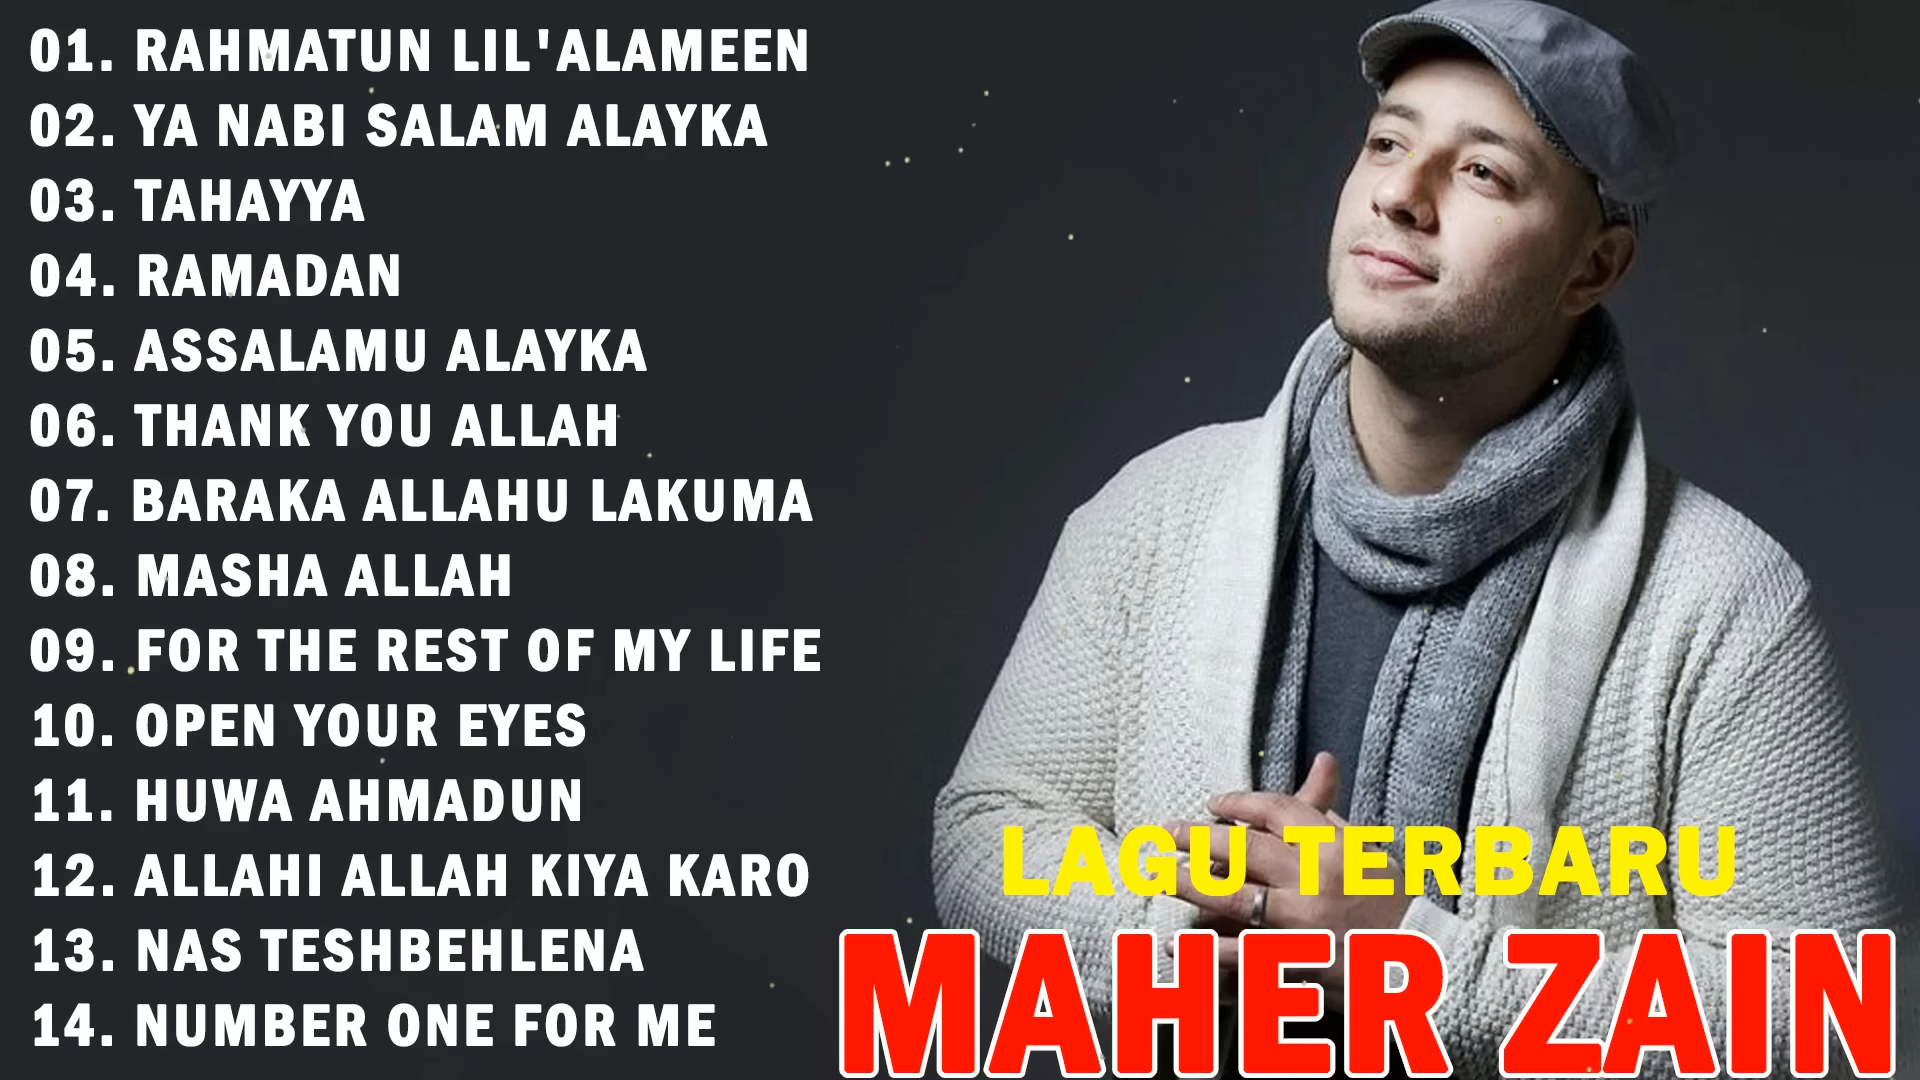 01. RAHMATUN LIL'ALAMEEN
02. YA NABI SALAM ALAYKA
03. TAHAYYA
04. RAMADAN
05. ASSALAMU ALAYKA
06. THANK YOU ALLAH
07. BARAKA ALLAHU LAKUMA
08. MASHA ALLAH
09. FOR THE REST OF MY LIFE
10. OPEN YOUR EYES
11. HUWA AHMADUN
12. ALLAHI ALLAH KIYA KARO
13. NAS TESHBEHLENA
14. NUMBER ONE FOR ME
LAGU TERBARU
MAHER ZAIN